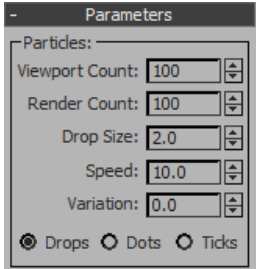 - Parameters
Particles:
Viewport Count: 100
Render Count: 100
Drop Size: 2.0
Speed: 10.0
Variation: 0.0
Drops Dots Ticks